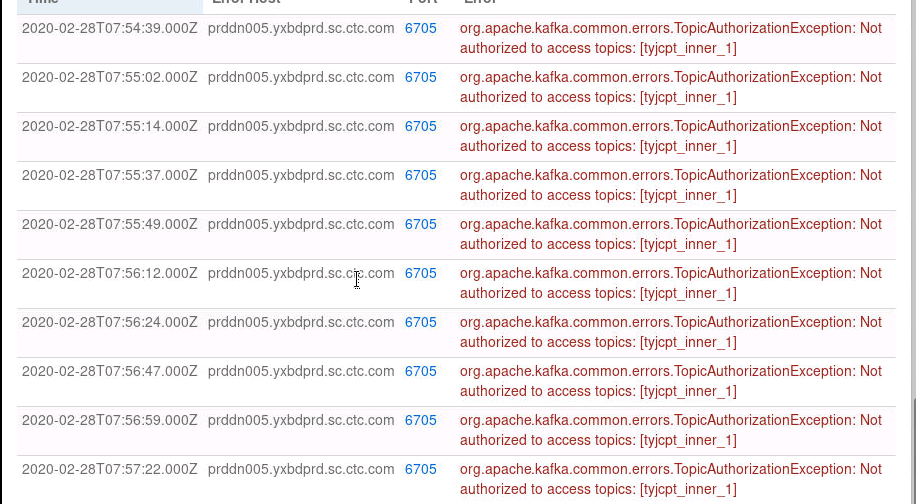 Time Error Host Port Error
2020-02-28T07:54:39.000Z prddn005.yxbdprd.sc.ctc.com 6705 org.apache.kafka.common.errors.TopicAuthorizationException: Not
authorized to access topics: [tyjcpt_inner_1]
2020-02-28T07:55:02.000Z prddn005.yxbdprd.sc.ctc.com 6705 org.apache.kafka.common.errors.TopicAuthorizationException: Not
authorized to access topics: [tyjcpt_inner_1]
2020-02-28T07:55:14.000Z prddn005.yxbdprd.sc.ctc.com 6705 org.apache.kafka.common.errors.TopicAuthorizationException: Not
authorized to access topics: [tyjcpt_inner_1]
2020-02-28T07:55:37.000Z prddn005.yxbdprd.sc.ctc.com 6705 org.apache.kafka.common.errors.TopicAuthorizationException: Not
authorized to access topics: [tyjcpt_inner_1]
2020-02-28T07:55:49.000Z prddn005.yxbdprd.sc.ctc.com 6705 org.apache.kafka.common.errors.TopicAuthorizationException: Not
authorized to access topics: [tyjcpt_inner_1]
2020-02-28T07:56:12.000Z prddn005.yxbdprd.sc.ctc.com 6705 org.apache.kafka.common.errors.TopicAuthorizationException: Not
authorized to access topics: [tyjcpt_inner_1]
2020-02-28T07:56:24.000Z prddn005.yxbdprd.sc.ctc.com 6705 org.apache.kafka.common.errors.TopicAuthorizationException: Not
authorized to access topics: [tyjcpt_inner_1]
2020-02-28T07:56:47.000Z prddn005.yxbdprd.sc.ctc.com 6705 org.apache.kafka.common.errors.TopicAuthorizationException: Not
authorized to access topics: [tyjcpt_inner_1]
2020-02-28T07:56:59.000Z prddn005.yxbdprd.sc.ctc.com 6705 org.apache.kafka.common.errors.TopicAuthorizationException: Not
authorized to access topics: [tyjcpt_inner_1]
2020-02-28T07:57:22.000Z prddn005.yxbdprd.sc.ctc.com 6705 org.apache.kafka.common.errors.TopicAuthorizationException: Not
authorized to access topics: [tyjcpt_inner_1]